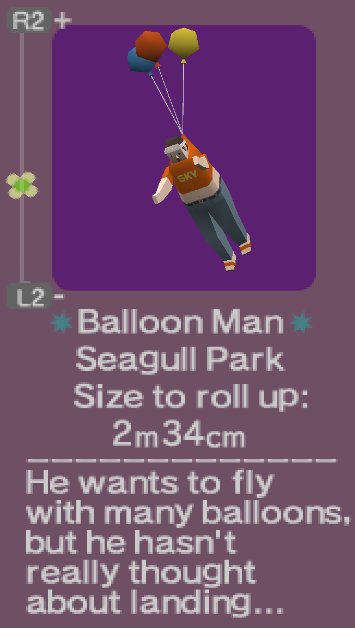 R2 +
SKY
L2 -
Balloon Man
Seagull Park
Size to roll up:
2m34cm
He wants to fly
with many balloons,
but he hasn't
really thought
about landing...